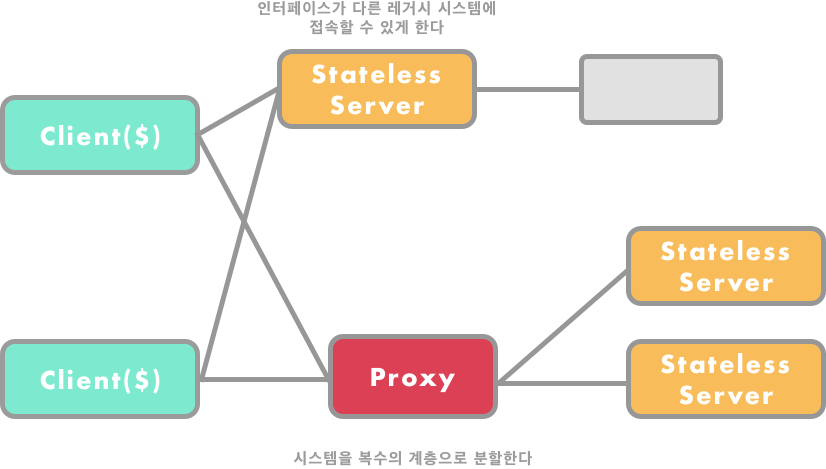 인터페이스가 다른 레거시 시스템에
접속할 수 있게 한다
Stateless
Server
Client($)
Stateless
Server
Client($)
Proxy
Stateless
Server
시스템을 복수의 계층으로 분할한다